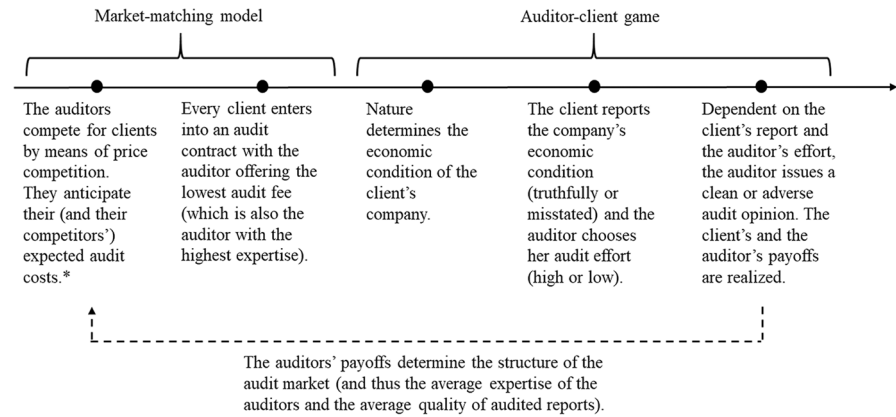 Market-matching model
Auditor-client game
The auditors
compete for clients
by means of price
competition.
They anticipate
their (and their
competitors')
expected audit
costs.*
Every client enters
into an audit
contract with the
auditor offering the
lowest audit fee
(which is also the
auditor with the
highest expertise).
Nature
determines the
economic
condition of the
client's
company.
The client reports
the company's
economic
condition
(truthfully or
misstated) and the
auditor chooses
her audit effort
(high or low).
Dependent on the
client's report and
the auditor's effort,
the auditor issues a
clean or adverse
audit opinion. The
client's and the
auditor's payoffs
are realized.
The auditors' payoffs determine the structure of the
audit market (and thus the average expertise of the
auditors and the average quality of audited reports).